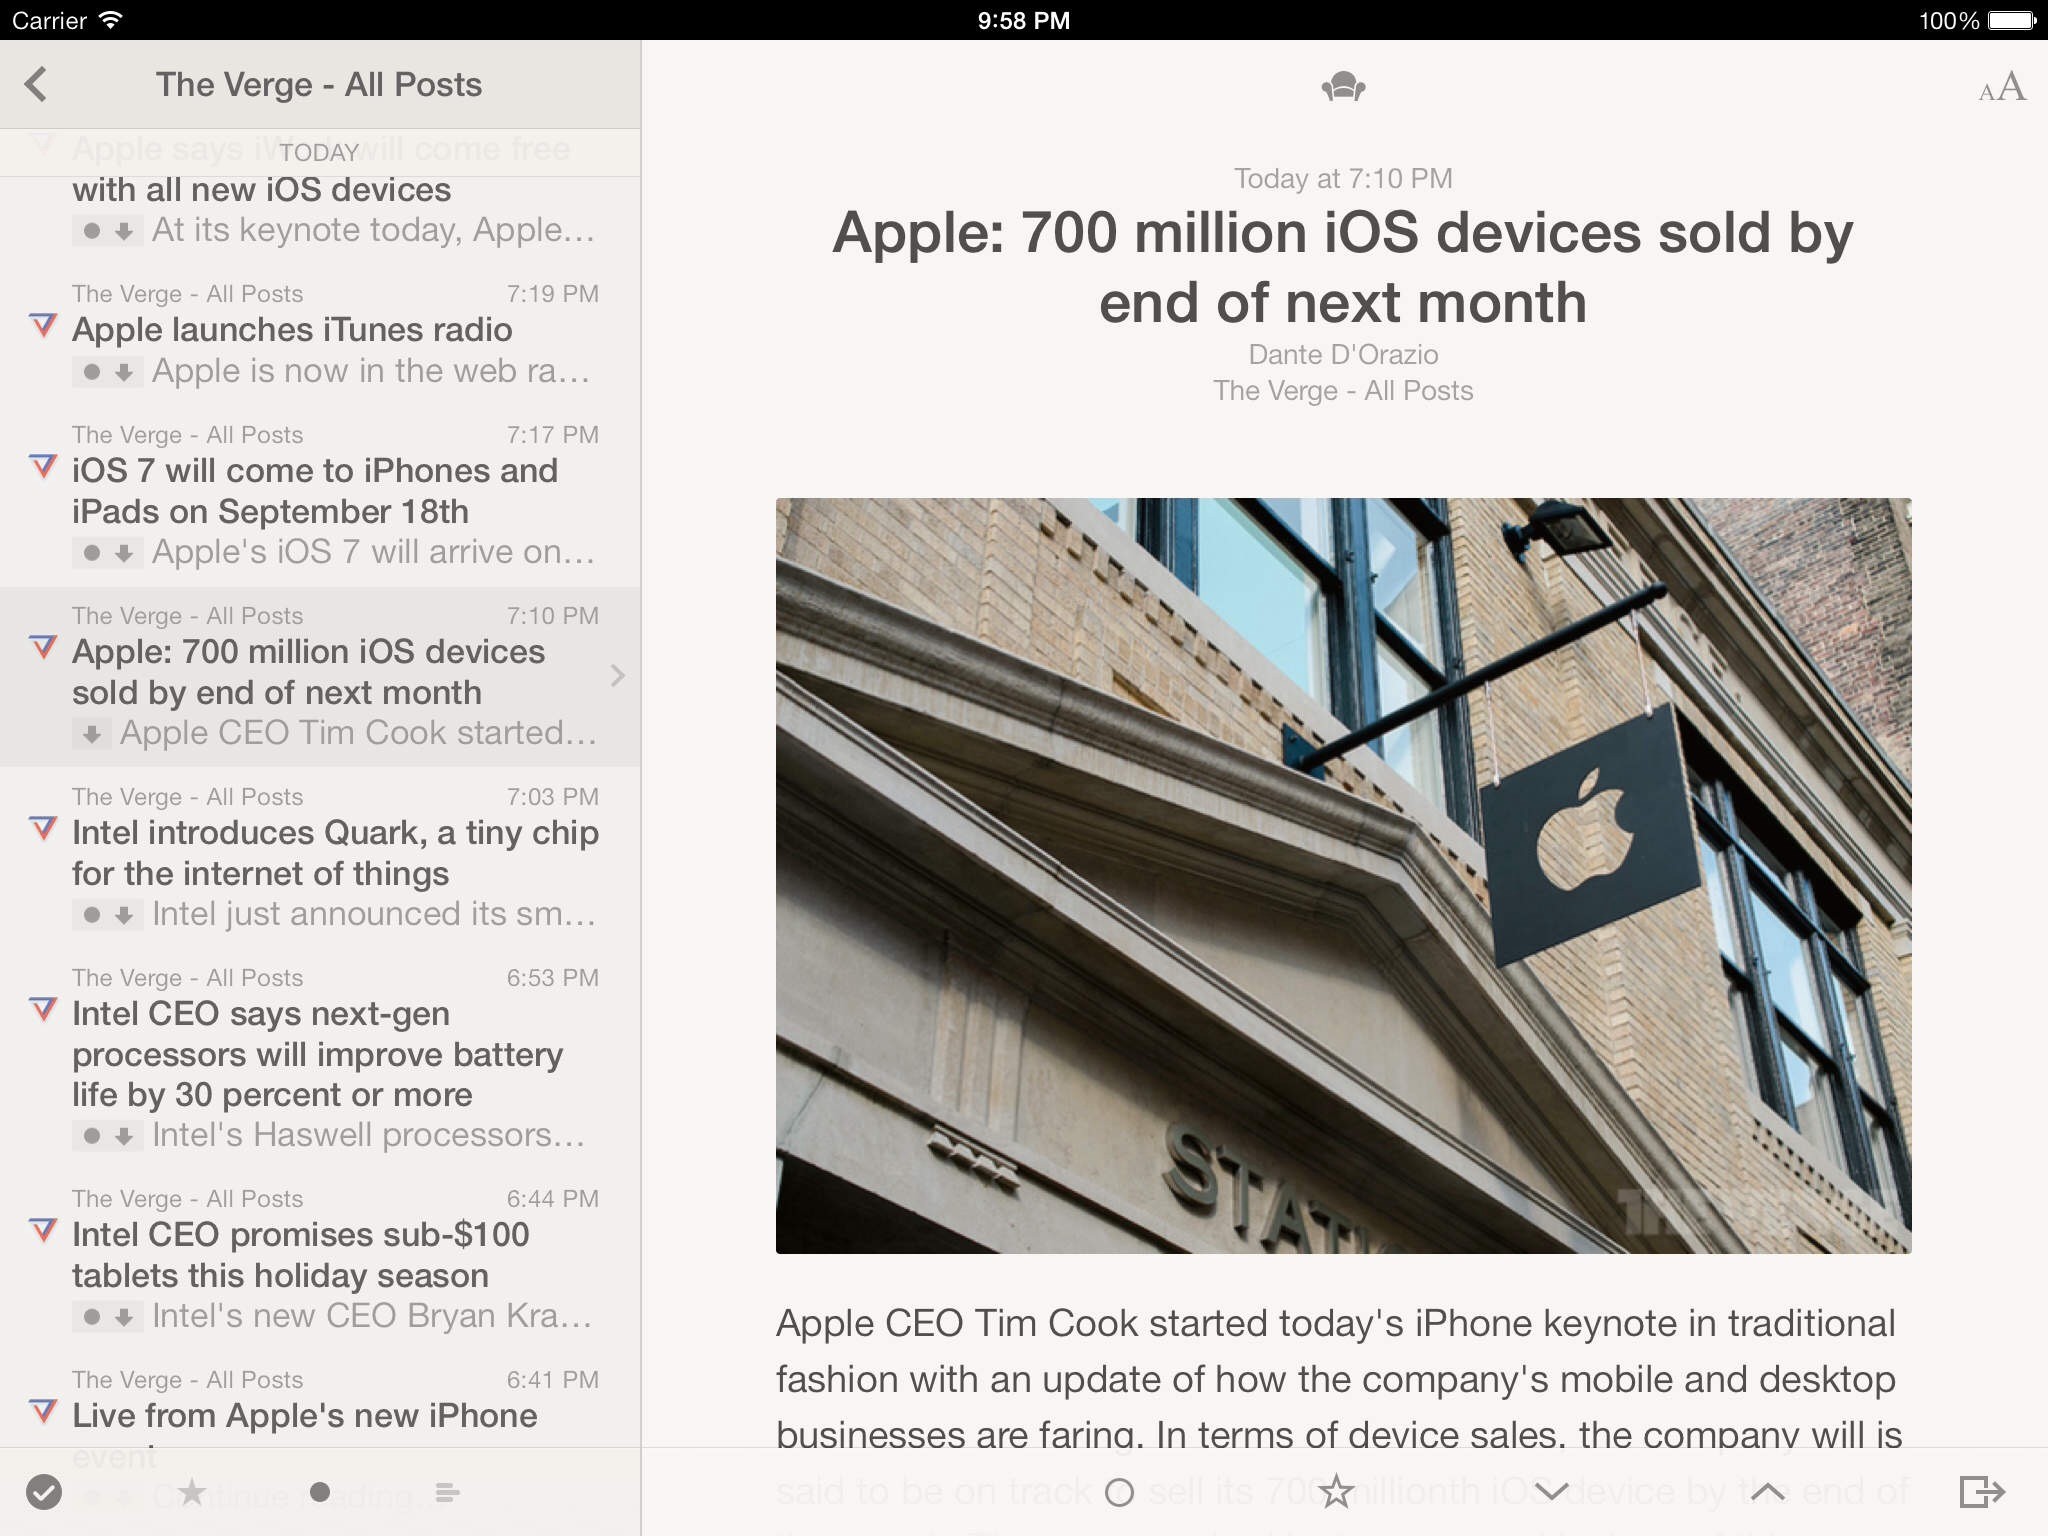 Carrier
9:58 PM
100%
The Verge - All Posts
Apple says iWork will come free
TODAY
with all new iOS devices
At its keynote today, Apple...
The Verge - All Posts 7:19 PM
Apple launches iTunes radio
Apple is now in the web ra...
The Verge - All Posts 7:17 PM
iOS 7 will come to iPhones and
iPads on September 18th
Apple's iOS 7 will arrive on...
The Verge - All Posts 7:10 PM
Apple: 700 million iOS devices
sold by end of next month
Apple CEO Tim Cook started...
The Verge - All Posts 7:03 PM
Intel introduces Quark, a tiny chip
for the internet of things
Intel just announced its sm...
The Verge - All Posts 6:53 PM
Intel CEO says next-gen
processors will improve battery
life by 30 percent or more
Intel's Haswell processors...
The Verge - All Posts 6:44 PM
Intel CEO promises sub-$100
tablets this holiday season
Intel's new CEO Bryan Kra...
The Verge - All Posts 6:41 PM
Live from Apple's new iPhone
event
Continue reading...
AA
Today at 7:10 PM
Apple: 700 million iOS devices sold by
end of next month
Dante D'Orazio
The Verge - All Posts
STATI
THE VERGE
Apple CEO Tim Cook started today's iPhone keynote in traditional
fashion with an update of how the company's mobile and desktop
businesses are faring. In terms of device sales, the company will is
said to be on track to sell its 700 millionth iOS device by the end of